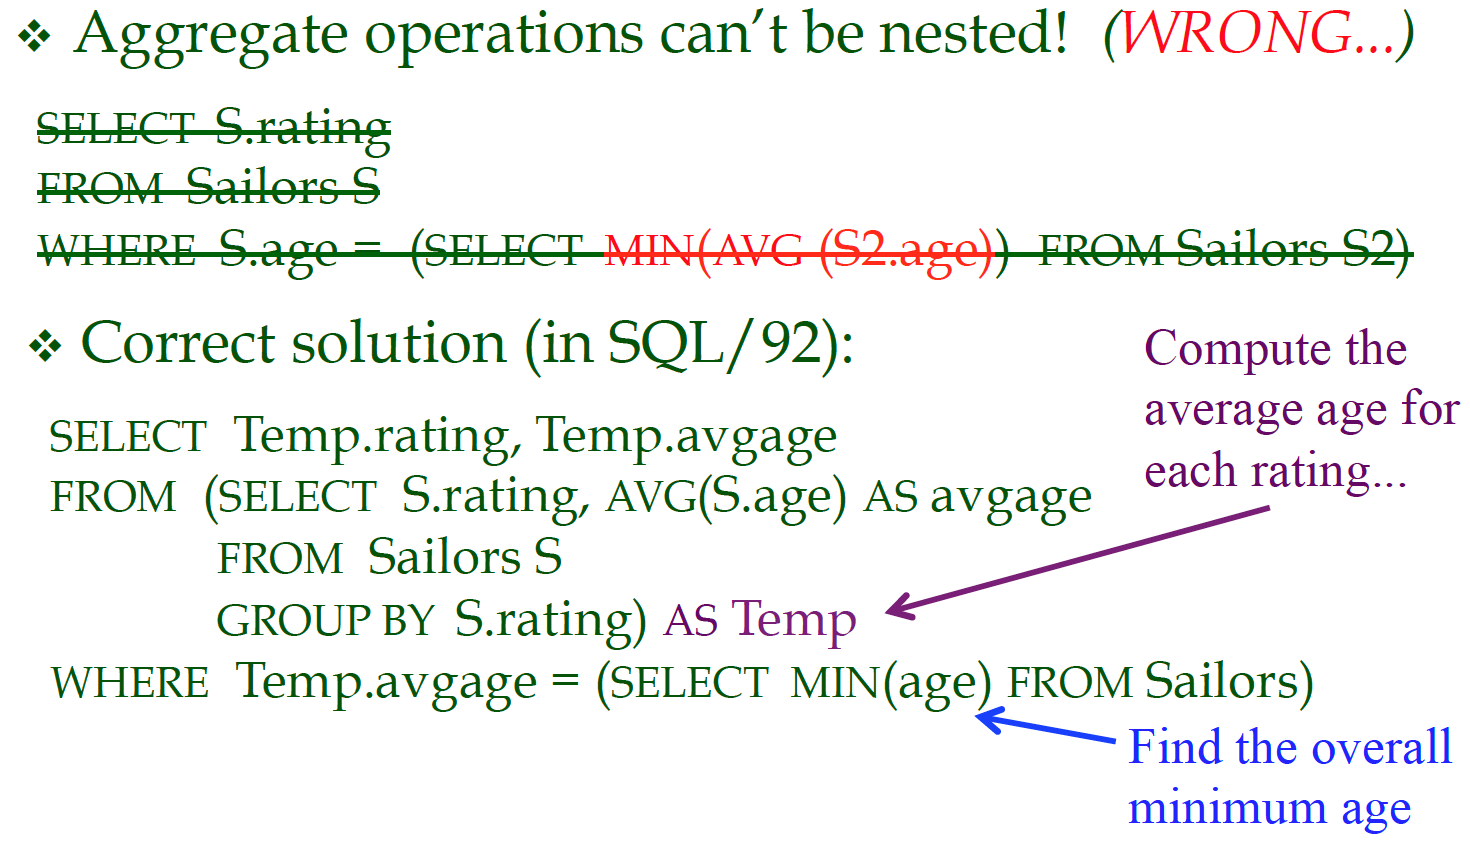 ❖ Aggregate operations can’t be nested! (WRONG...)
SELECT S.rating
FROM Sailors S
WHERE S.age = (SELECT MIN(AVG (S2.age)) FROM Sailors S2)
❖ Correct solution (in SQL/92):
Compute the
average age for
each rating...
SELECT Temp.rating, Temp.avgage
FROM (SELECT S.rating, AVG(S.age) AS avgage
FROM Sailors S
GROUP BY S.rating) AS Temp
WHERE Temp.avgage = (SELECT MIN(age) FROM Sailors)
Find the overall
minimum age